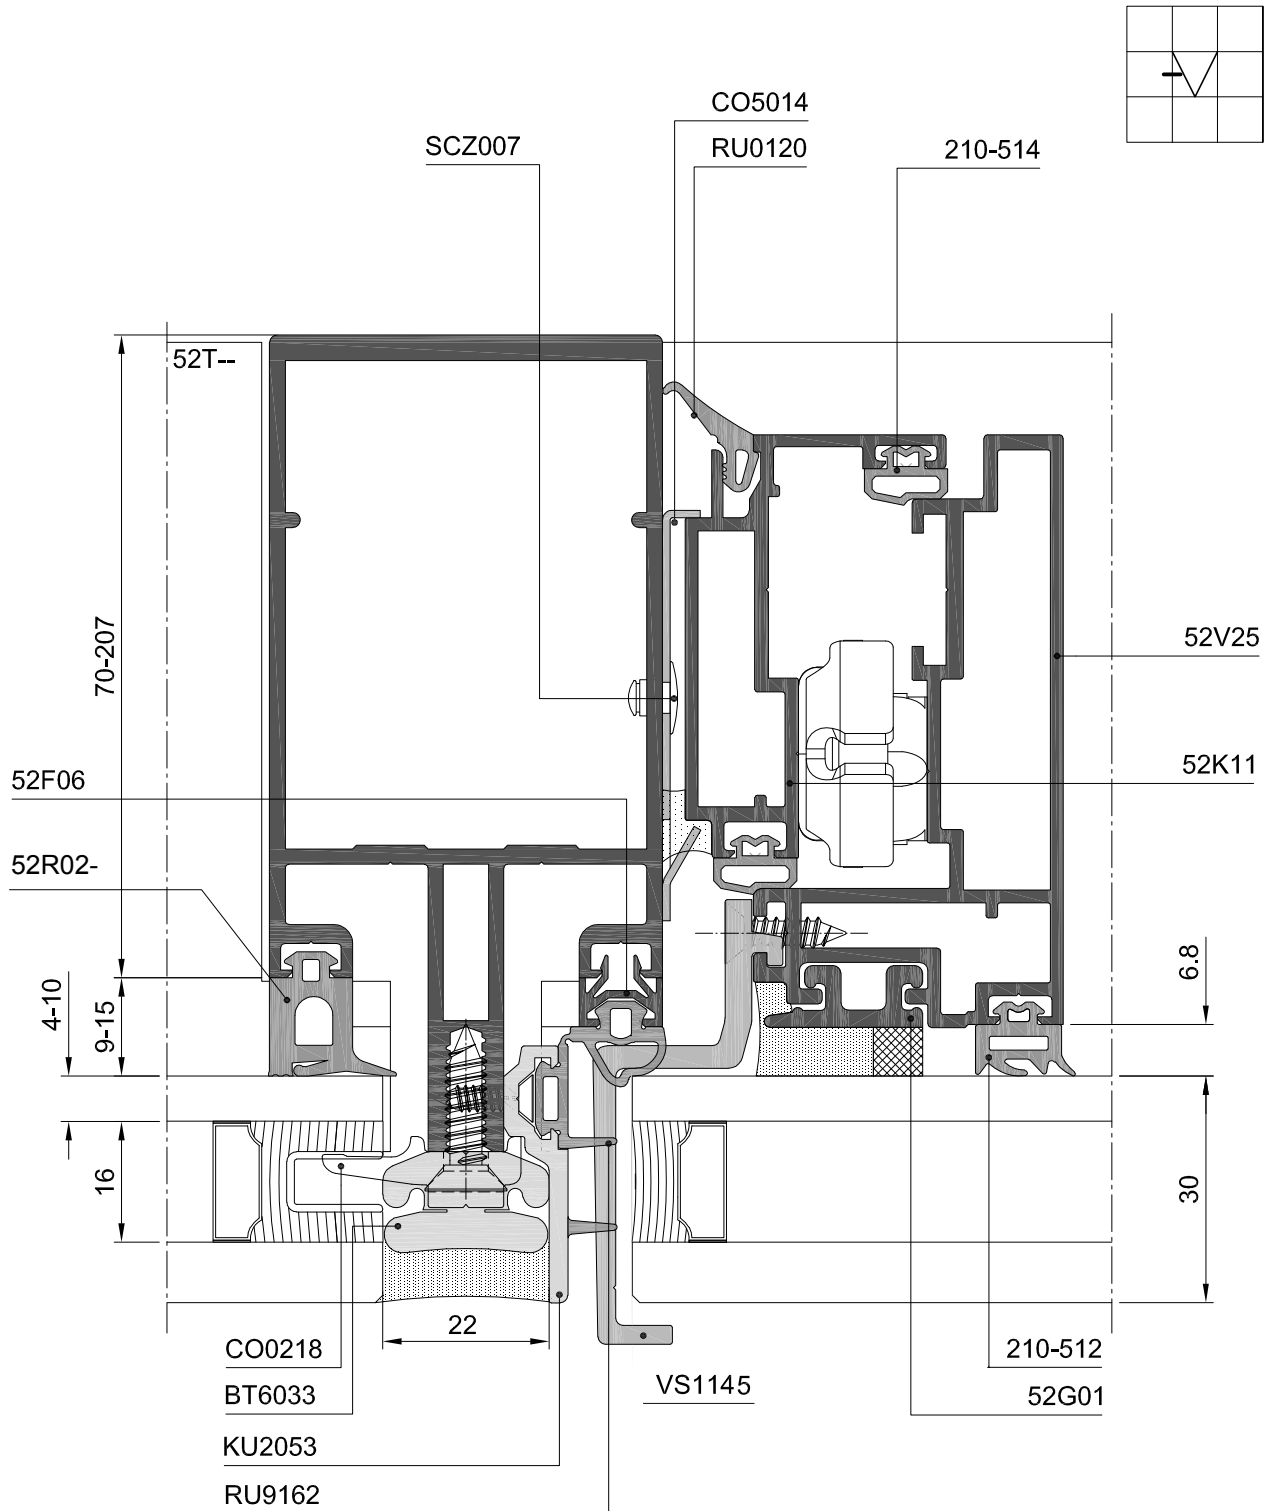 CO5014
SCZ007
RU0120
210-514
52T--
70-207
52V25
52F06
52K11
52R02-
4-10
9-15
6.8
16
30
22
CO0218
210-512
BT6033
VS1145
52G01
KU2053
RU9162